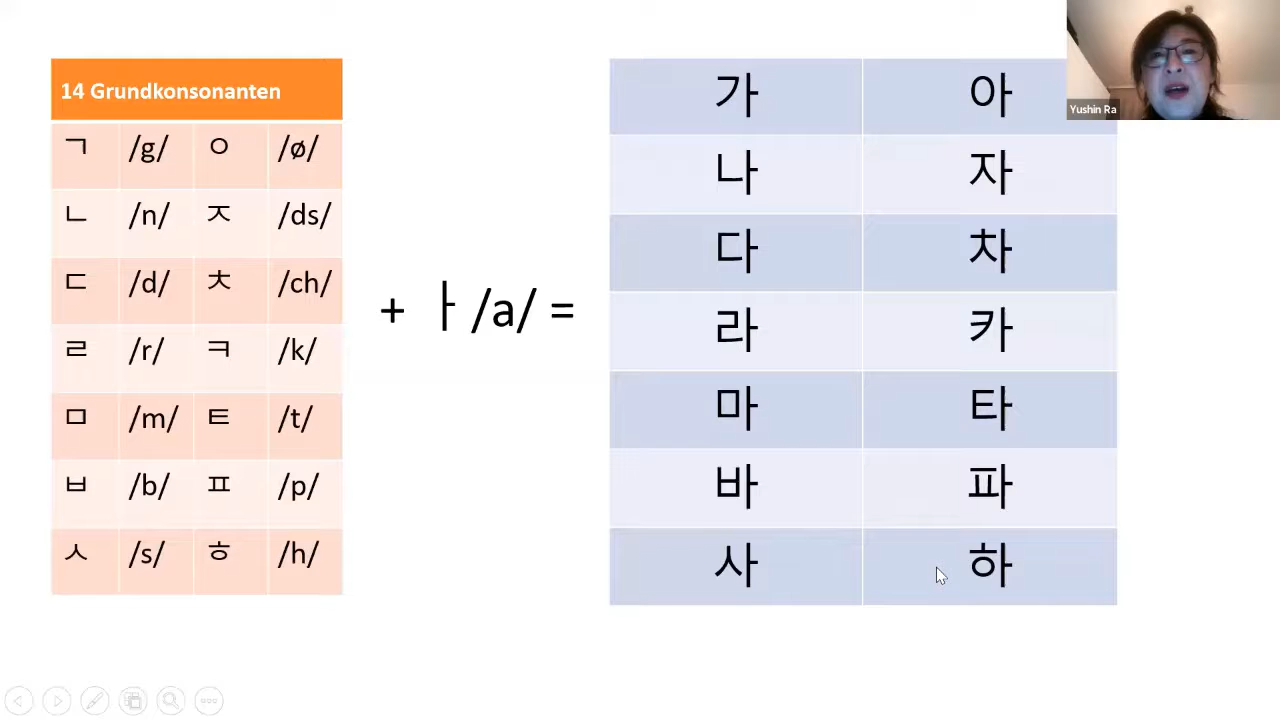 14 Grundkonsonanten
ㄱ /g/ ㅇ /ø/
ㄴ /n/ ㅈ /ds/
ㄷ /d/ ㅊ /ch/
ㄹ /r/ ㅋ /k/
ㅁ /m/ ㅌ /t/
ㅂ /b/ ㅍ /p/
ㅅ /s/ ㅎ /h/
+ ㅏ /a/ =
가 아
나 자
다 차
라 카
마 타
바 파
사 하
Yushin Ra